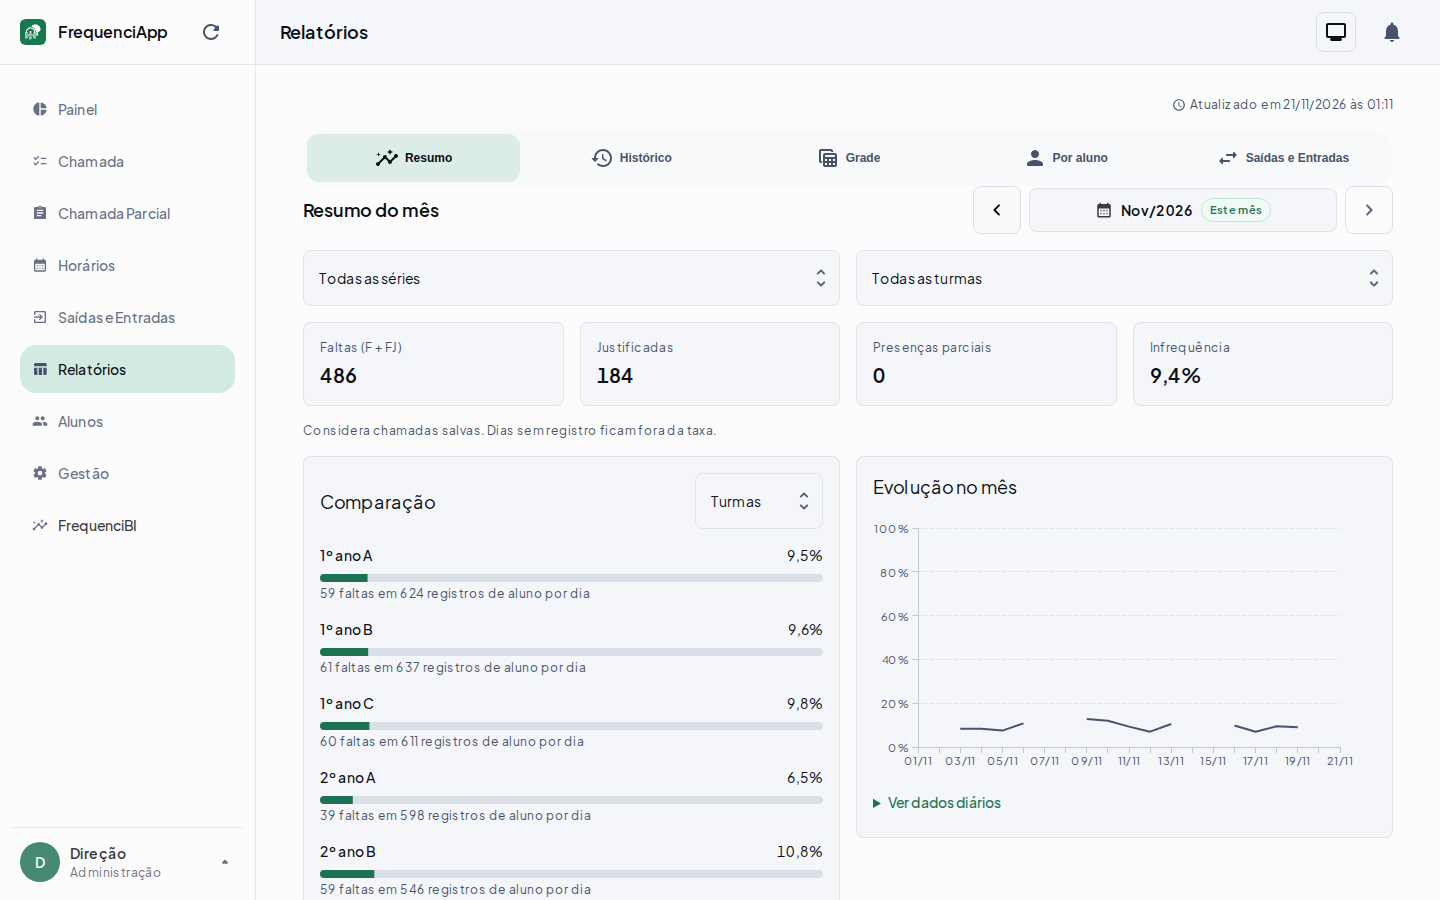 FrequenciApp
Relatórios
Atualizado em 21/11/2026 às 01:11
Painel
Chamada
Chamada Parcial
Horários
Saídas e Entradas
Relatórios
Alunos
Gestão
FrequenciBI
D
Direção
Administração
Resumo
Histórico
Grade
Por aluno
Saídas e Entradas
Resumo do mês
Nov/2026
Este mês
Todas as séries
Todas as turmas
Faltas (F + FJ)
486
Justificadas
184
Presenças parciais
0
Infrequência
9,4%
Considera chamadas salvas. Dias sem registro ficam fora da taxa.
Comparação
Turmas
1º ano A
9,5%
59 faltas em 624 registros de aluno por dia
1º ano B
9,6%
61 faltas em 637 registros de aluno por dia
1º ano C
9,8%
60 faltas em 611 registros de aluno por dia
2º ano A
6,5%
39 faltas em 598 registros de aluno por dia
2º ano B
10,8%
59 faltas em 546 registros de aluno por dia
Evolução no mês
100%
80%
60%
40%
20%
0%
01/11 03/11 05/11 07/11 09/11 11/11 13/11 15/11 17/11 19/11 21/11
Ver dados diários